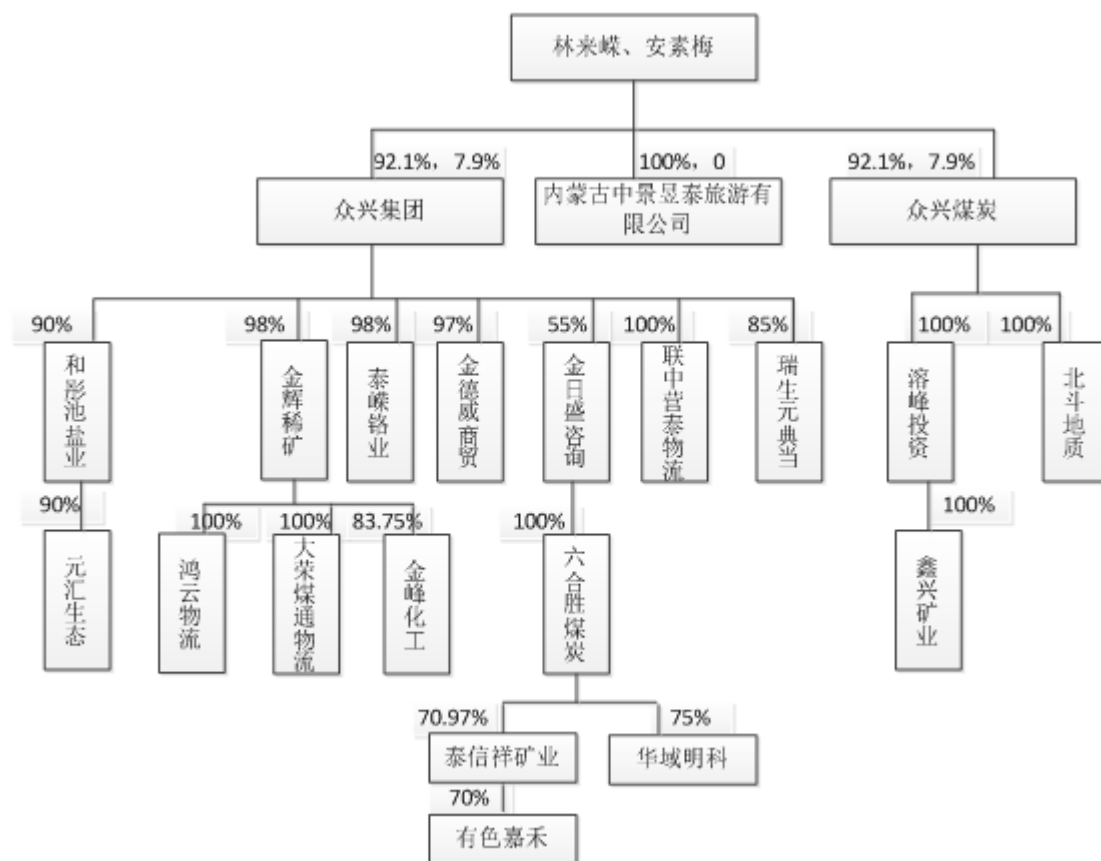 林来嵘、安素梅
92.1%，7.9%
100%，0
92.1%，7.9%
众兴集团
内蒙古中景昱泰旅游有
限公司
众兴煤炭
90%
98%
98%
97%
55%
100%
85%
100%
100%
和彤池盐业
金辉稀矿
泰嵘铬业
金德威商贸
金日盛咨询
联中营泰物流
瑞生元典当
溶峰投资
北斗地质
90%
100%
100%
83.75%
100%
100%
元汇生态
鸿云物流
大荣煤通物流
金峰化工
六合胜煤炭
鑫兴矿业
70.97%
75%
泰信祥矿业
华域明科
70%
有色嘉禾